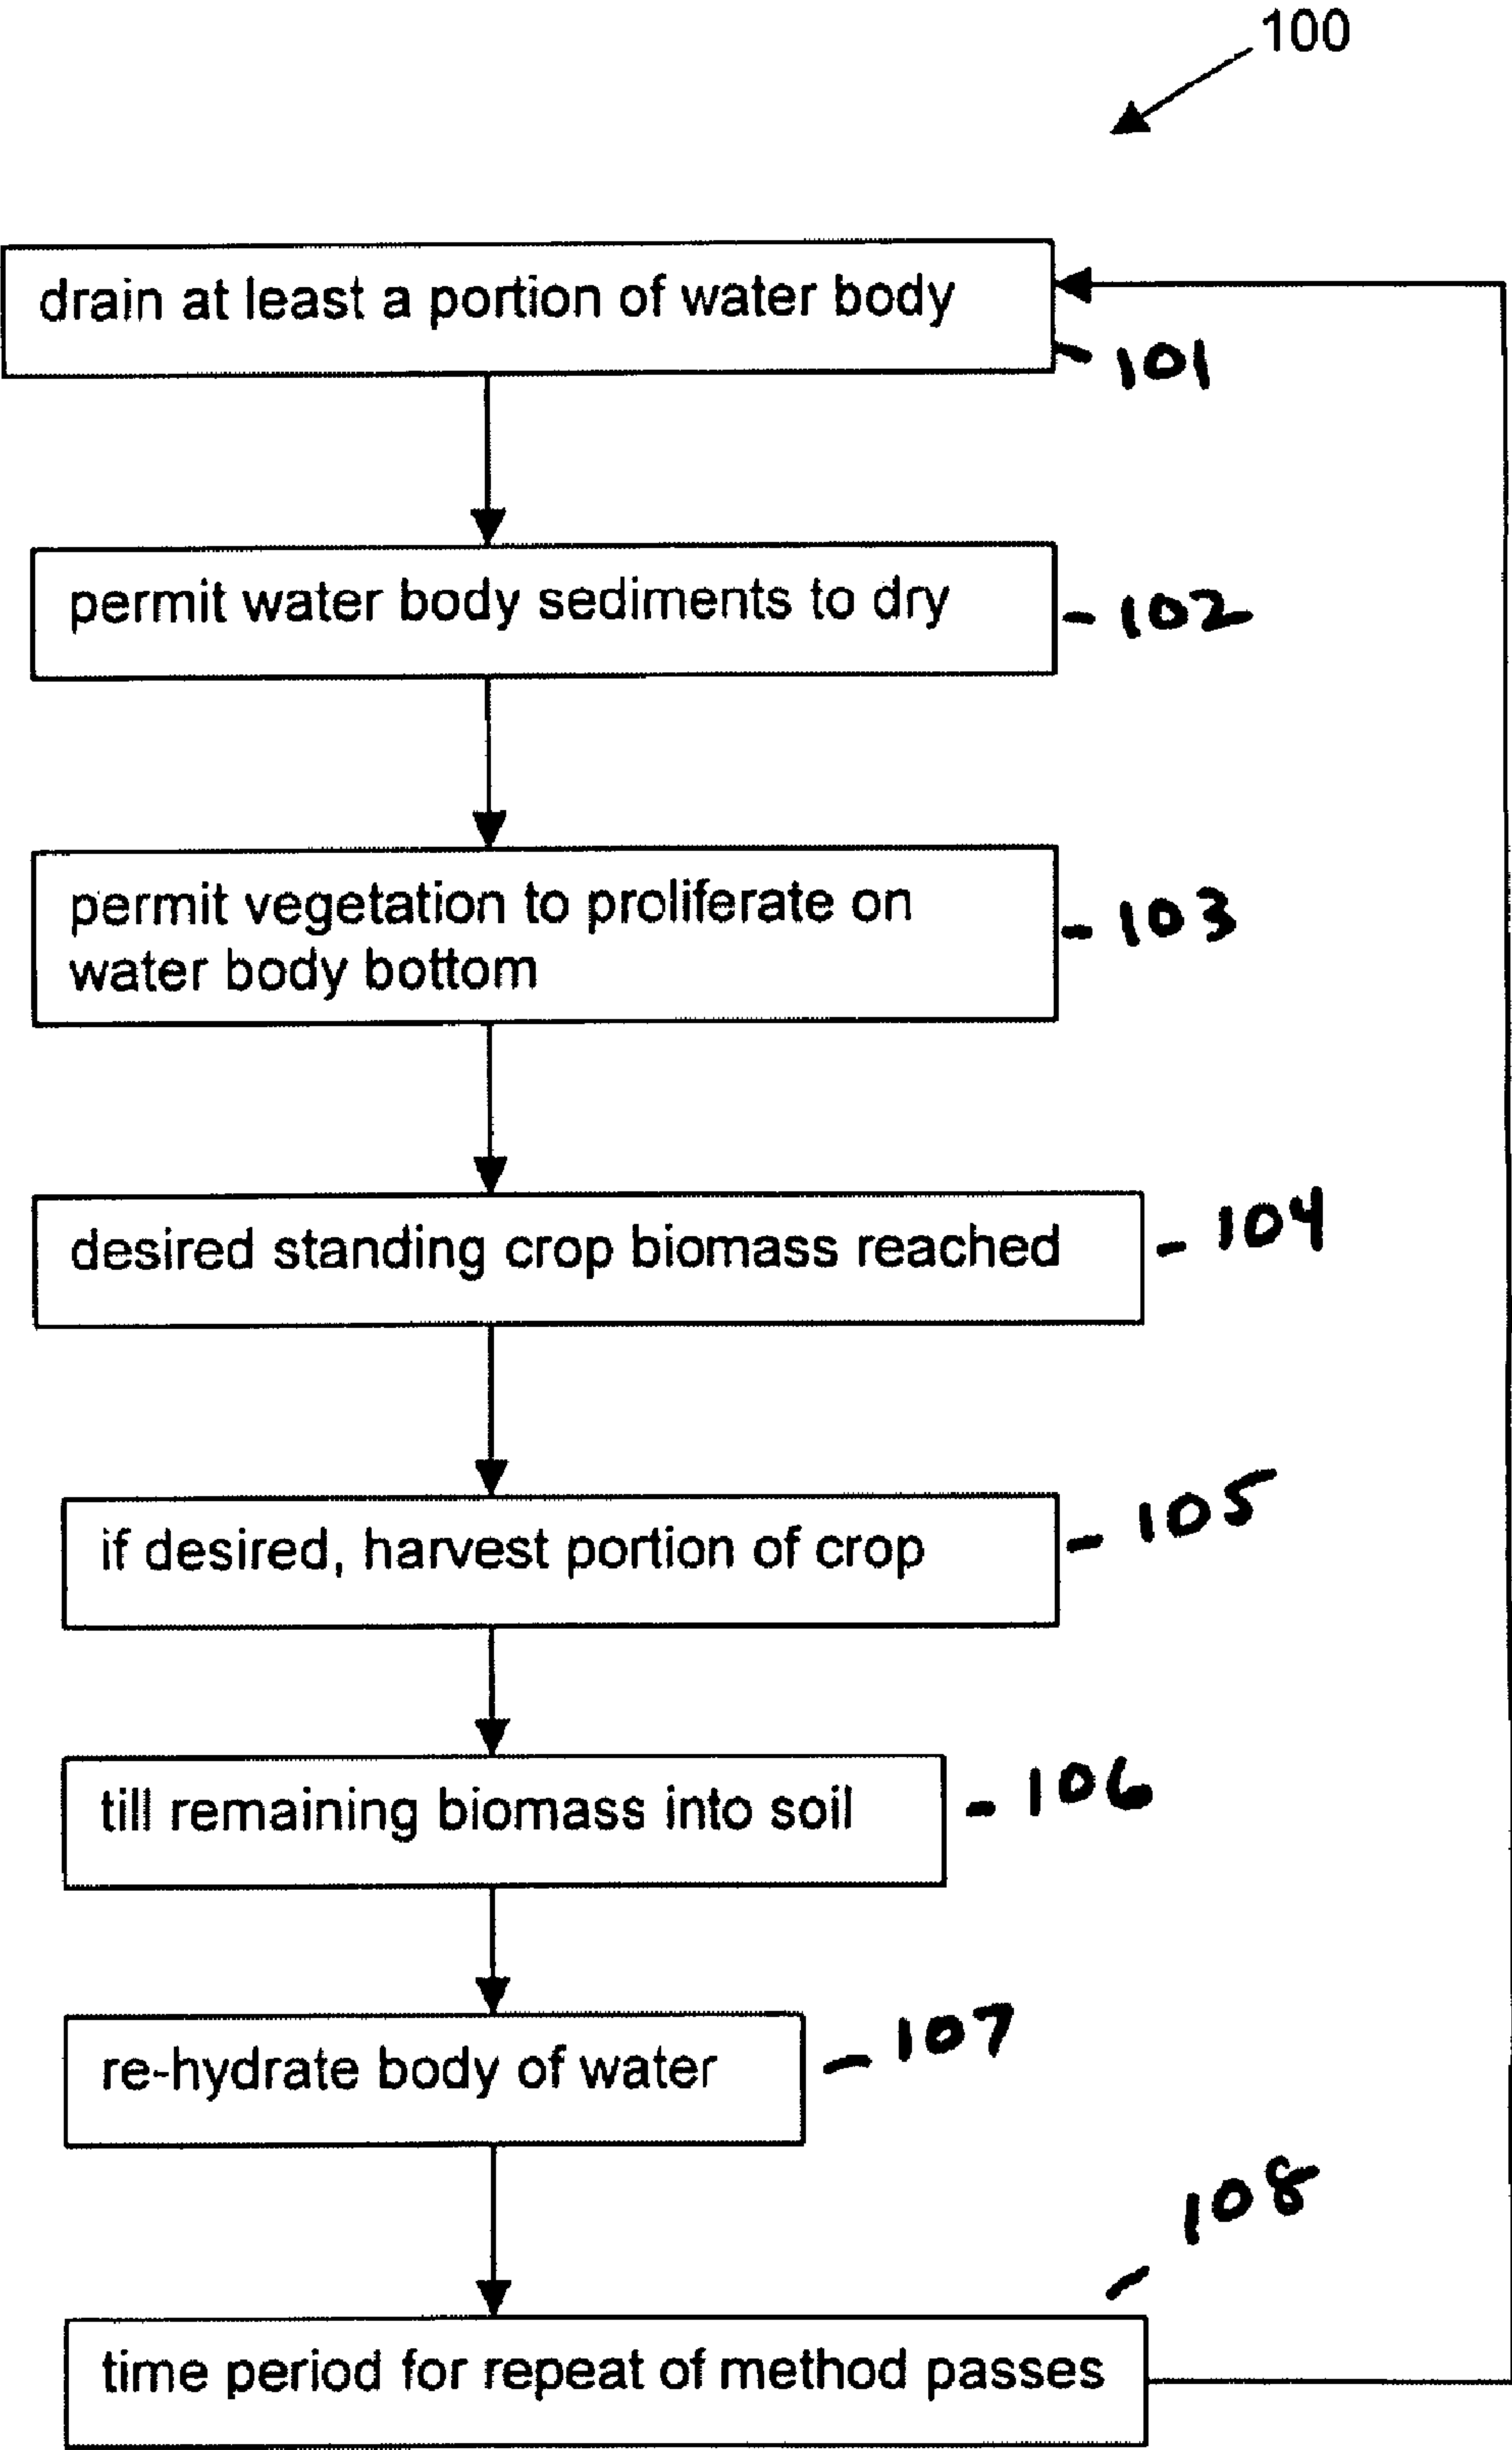 100
drain at least a portion of water body
101
permit water body sediments to dry
- 102
permit vegetation to proliferate on
water body bottom
- 103
desired standing crop biomass reached
- 104
if desired, harvest portion of crop
- 105
till remaining biomass into soil
- 106
re-hydrate body of water
- 107
108
time period for repeat of method passes